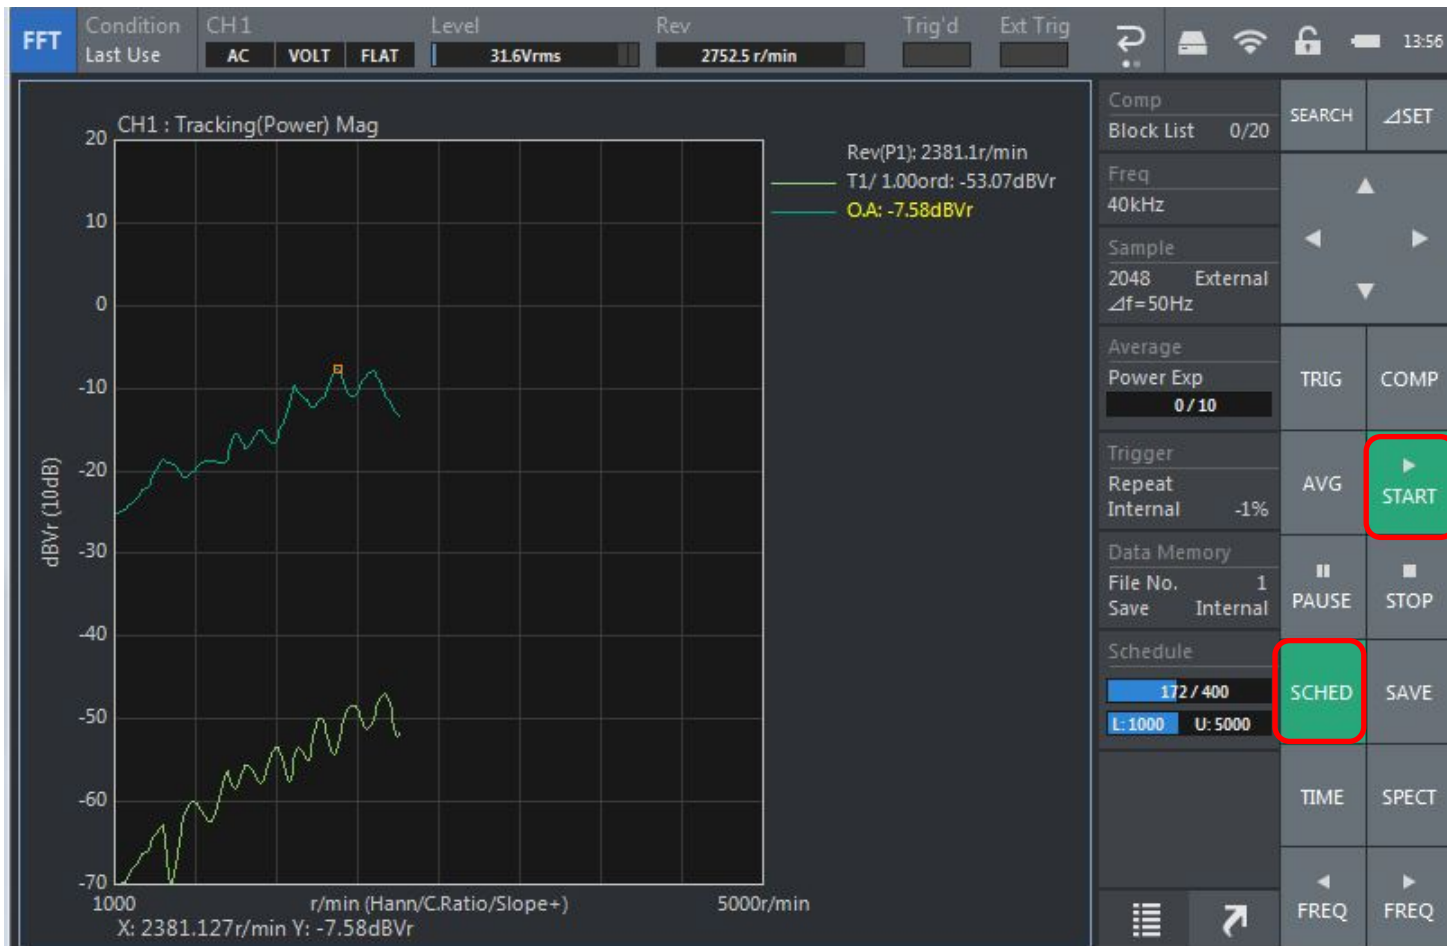 FFT
Condition
Last Use
CH1
AC VOLT FLAT
Level
31.6Vrms
Rev
2752.5 r/min
Trig'd
Ext Trig
13:56
CH1 : Tracking(Power) Mag
20
10
0
-10
-20
-30
-40
-50
-60
-70
dBVr (10dB)
1000
r/min (Hann/C.Ratio/Slope+)
5000r/min
X: 2381.127r/min Y: -7.58dBVr
Rev(P1): 2381.1r/min
T1/ 1.00ord: -53.07dBVr
O.A: -7.58dBVr
Comp
Block List 0/20
Freq
40kHz
Sample
2048 External
⊿f=50Hz
Average
Power Exp
0 / 10
Trigger
Repeat
Internal -1%
Data Memory
File No. 1
Save Internal
Schedule
172 / 400
L: 1000 U: 5000
SEARCH
⊿SET
TRIG
COMP
AVG
START
PAUSE
STOP
SCHED
SAVE
TIME
SPECT
FREQ
FREQ